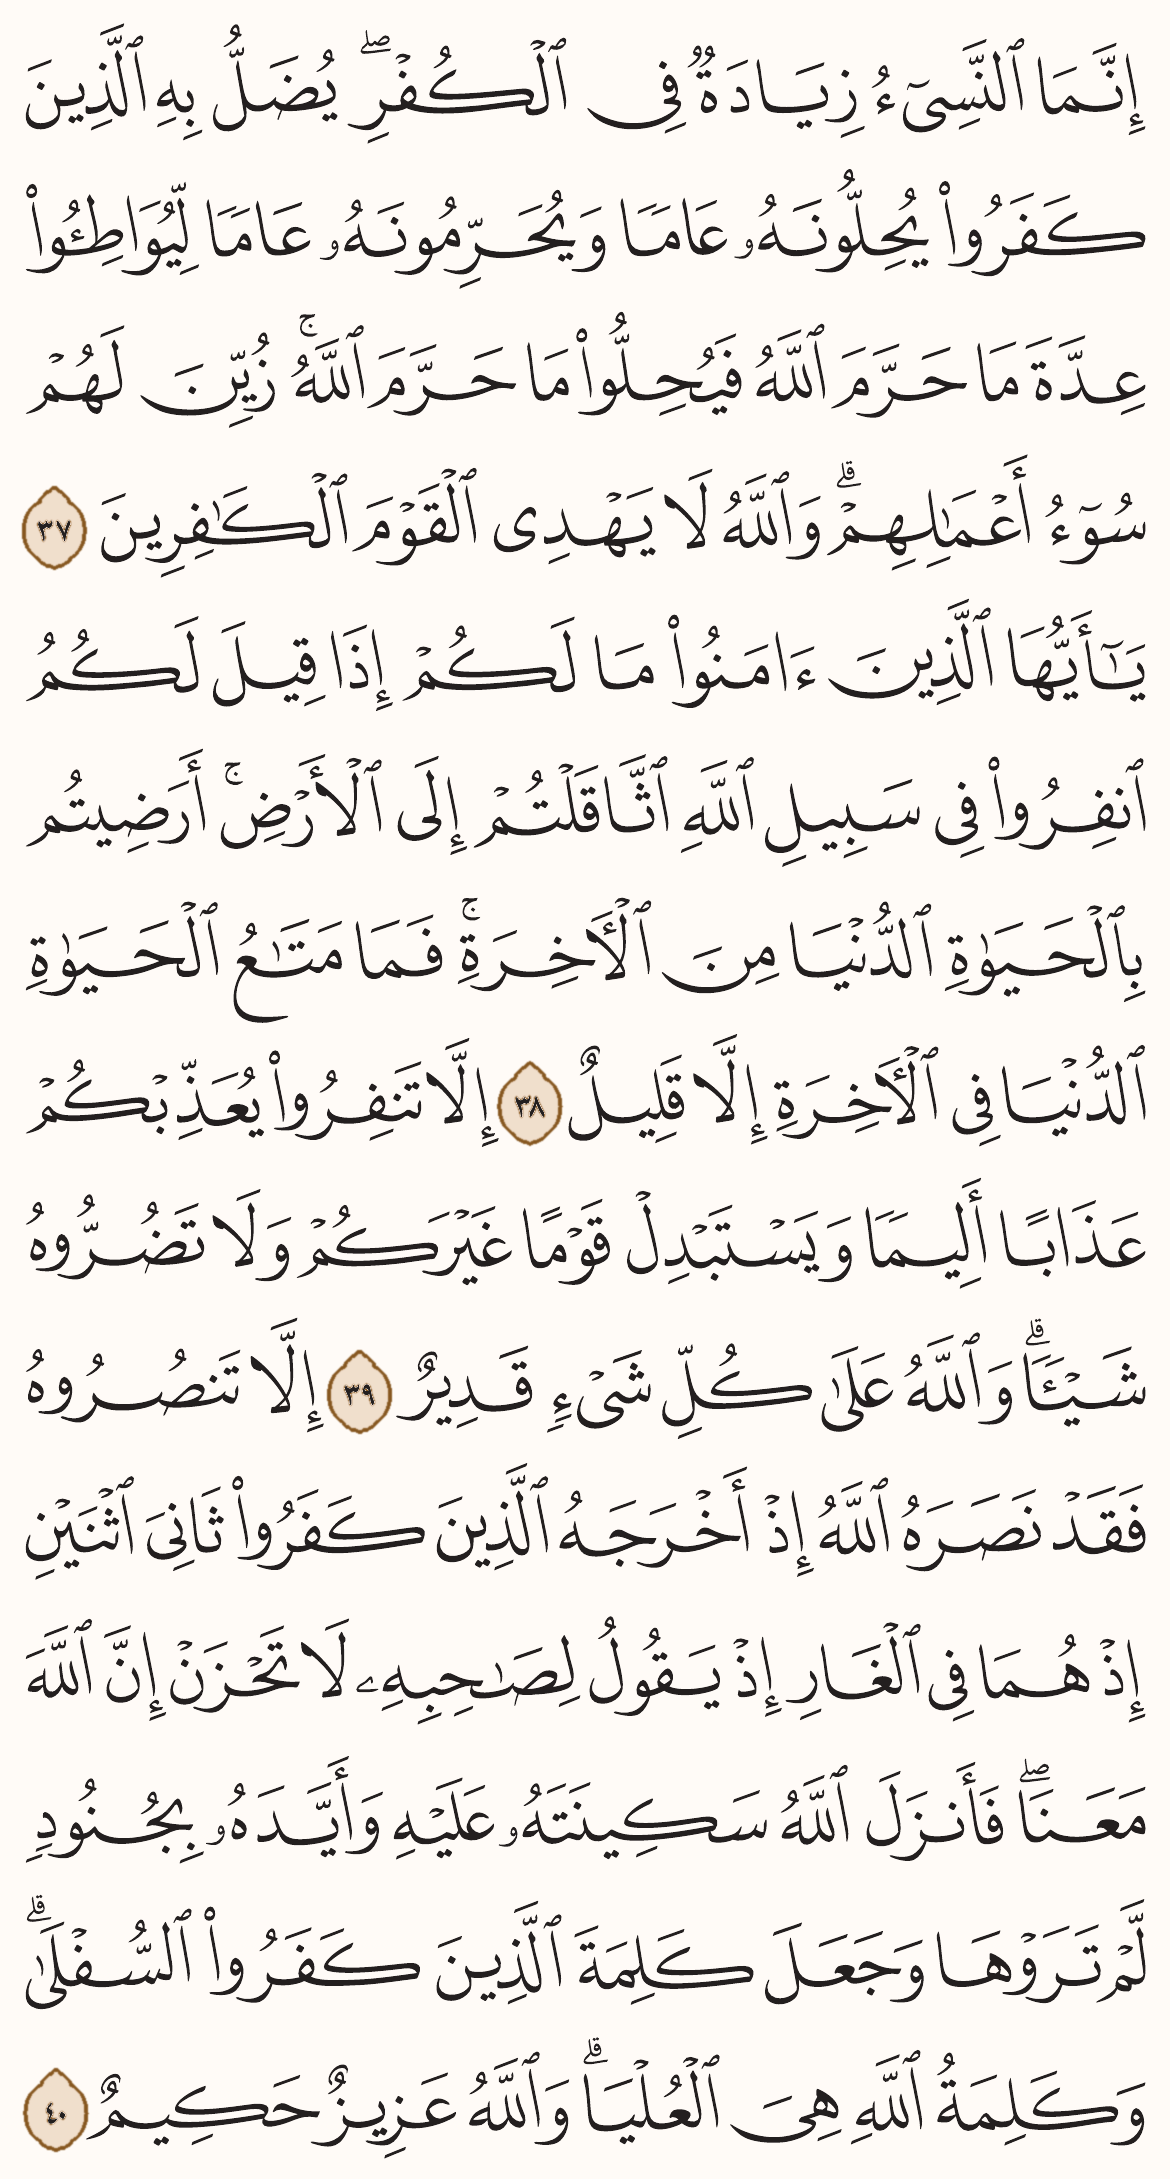 إِنَّمَا ٱلنَّسِىٓءُ زِيَادَةٌ فِى ٱلْكُفْرِ ۖ يُضَلُّ بِهِ ٱلَّذِينَ
كَفَرُوا۟ يُحِلُّونَهُۥ عَامًا وَيُحَرِّمُونَهُۥ عَامًا لِّيُوَاطِـُٔوا۟
عِدَّةَ مَا حَرَّمَ ٱللَّهُ فَيُحِلُّوا۟ مَا حَرَّمَ ٱللَّهُ ۚ زُيِّنَ لَهُمْ
سُوٓءُ أَعْمَـٰلِهِمْ ۗ وَٱللَّهُ لَا يَهْدِى ٱلْقَوْمَ ٱلْكَـٰفِرِينَ ٣٧
يَـٰٓأَيُّهَا ٱلَّذِينَ ءَامَنُوا۟ مَا لَكُمْ إِذَا قِيلَ لَكُمُ
ٱنفِرُوا۟ فِى سَبِيلِ ٱللَّهِ ٱثَّاقَلْتُمْ إِلَى ٱلْأَرْضِ ۚ أَرَضِيتُم
بِٱلْحَيَوٰةِ ٱلدُّنْيَا مِنَ ٱلْـَٔاخِرَةِ ۚ فَمَا مَتَـٰعُ ٱلْحَيَوٰةِ
ٱلدُّنْيَا فِى ٱلْـَٔاخِرَةِ إِلَّا قَلِيلٌ ٣٨ إِلَّا تَنفِرُوا۟ يُعَذِّبْكُمْ
عَذَابًا أَلِيمًا وَيَسْتَبْدِلْ قَوْمًا غَيْرَكُمْ وَلَا تَضُرُّوهُ
شَيْـًٔا ۗ وَٱللَّهُ عَلَىٰ كُلِّ شَىْءٍ قَدِيرٌ ٣٩ إِلَّا تَنصُرُوهُ
فَقَدْ نَصَرَهُ ٱللَّهُ إِذْ أَخْرَجَهُ ٱلَّذِينَ كَفَرُوا۟ ثَانِىَ ٱثْنَيْنِ
إِذْ هُمَا فِى ٱلْغَارِ إِذْ يَقُولُ لِصَـٰحِبِهِۦ لَا تَحْزَنْ إِنَّ ٱللَّهَ
مَعَنَا ۖ فَأَنزَلَ ٱللَّهُ سَكِينَتَهُۥ عَلَيْهِ وَأَيَّدَهُۥ بِجُنُودٍ
لَّمْ تَرَوْهَا وَجَعَلَ كَلِمَةَ ٱلَّذِينَ كَفَرُوا۟ ٱلسُّفْلَىٰ ۗ
وَكَلِمَةُ ٱللَّهِ هِىَ ٱلْعُلْيَا ۗ وَٱللَّهُ عَزِيزٌ حَكِيمٌ ٤٠